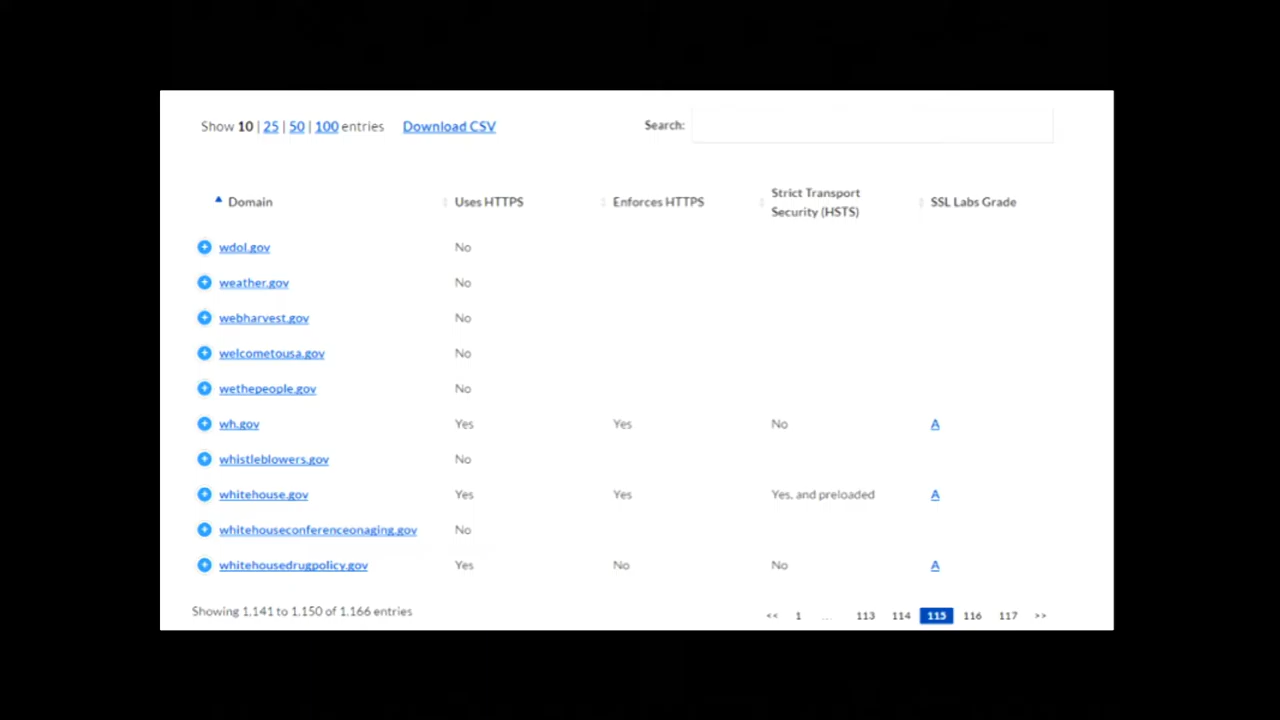 Show 10 | 25 | 50 | 100 entries Download CSV Search:
Domain Uses HTTPS Enforces HTTPS Strict Transport Security (HSTS) SSL Labs Grade
wdol.gov No
weather.gov No
webharvest.gov No
welcometousa.gov No
wethepeople.gov No
wh.gov Yes Yes No A
whistleblowers.gov No
whitehouse.gov Yes Yes Yes, and preloaded A
whitehouseconferenceonaging.gov No
whitehousedrugpolicy.gov Yes No No A
Showing 1,141 to 1,150 of 1,166 entries << 1 ... 113 114 115 116 117 >>